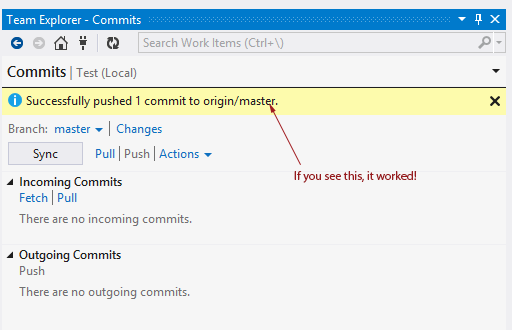 Team Explorer - Commits
Search Work Items (Ctrl+\)
Commits | Test (Local)
Successfully pushed 1 commit to origin/master.
Branch: master | Changes
Sync Pull | Push | Actions
If you see this, it worked!
Incoming Commits
Fetch | Pull
There are no incoming commits.
Outgoing Commits
Push
There are no outgoing commits.